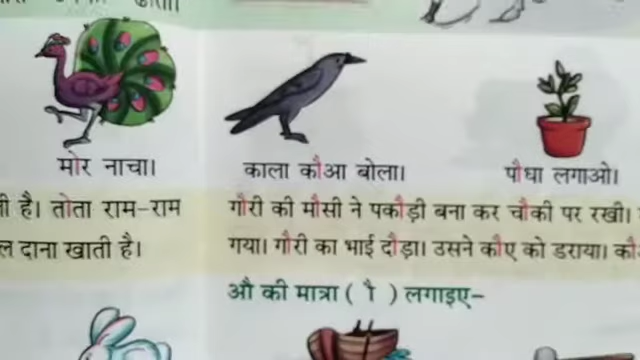 मोर नाचा।
काला कौआ बोला।
पौधा लगाओ।
है। तोता राम-राम
दाना खाती है।
गौरी की मौसी ने पकौड़ी बना कर चौकी पर रखी।
गया। गौरी का भाई दौड़ा। उसने कौए को डराया।
औ की मात्रा ( ौ ) लगाइए-